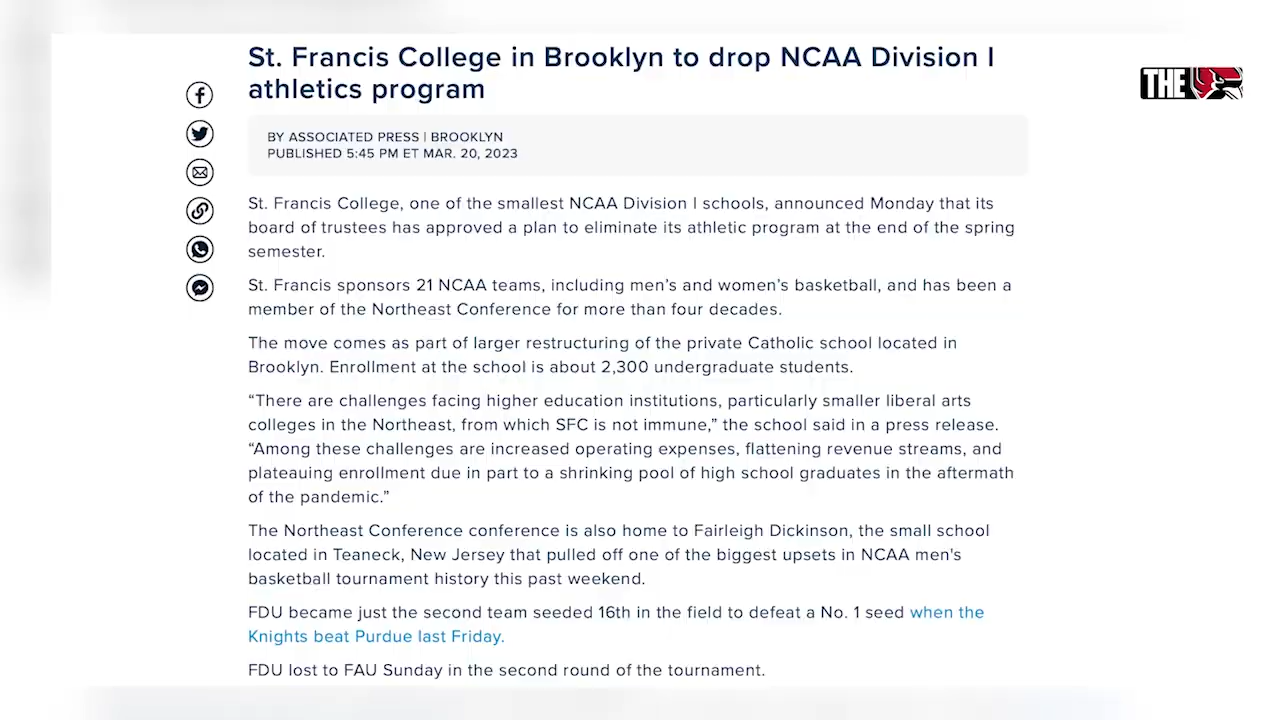 St. Francis College in Brooklyn to drop NCAA Division I
athletics program
THE
BY ASSOCIATED PRESS | BROOKLYN
PUBLISHED 5:45 PM ET MAR. 20, 2023
St. Francis College, one of the smallest NCAA Division I schools, announced Monday that its
board of trustees has approved a plan to eliminate its athletic program at the end of the spring
semester.
St. Francis sponsors 21 NCAA teams, including men’s and women’s basketball, and has been a
member of the Northeast Conference for more than four decades.
The move comes as part of larger restructuring of the private Catholic school located in
Brooklyn. Enrollment at the school is about 2,300 undergraduate students.
“There are challenges facing higher education institutions, particularly smaller liberal arts
colleges in the Northeast, from which SFC is not immune,” the school said in a press release.
“Among these challenges are increased operating expenses, flattening revenue streams, and
plateauing enrollment due in part to a shrinking pool of high school graduates in the aftermath
of the pandemic.”
The Northeast Conference conference is also home to Fairleigh Dickinson, the small school
located in Teaneck, New Jersey that pulled off one of the biggest upsets in NCAA men's
basketball tournament history this past weekend.
FDU became just the second team seeded 16th in the field to defeat a No. 1 seed when the
Knights beat Purdue last Friday.
FDU lost to FAU Sunday in the second round of the tournament.